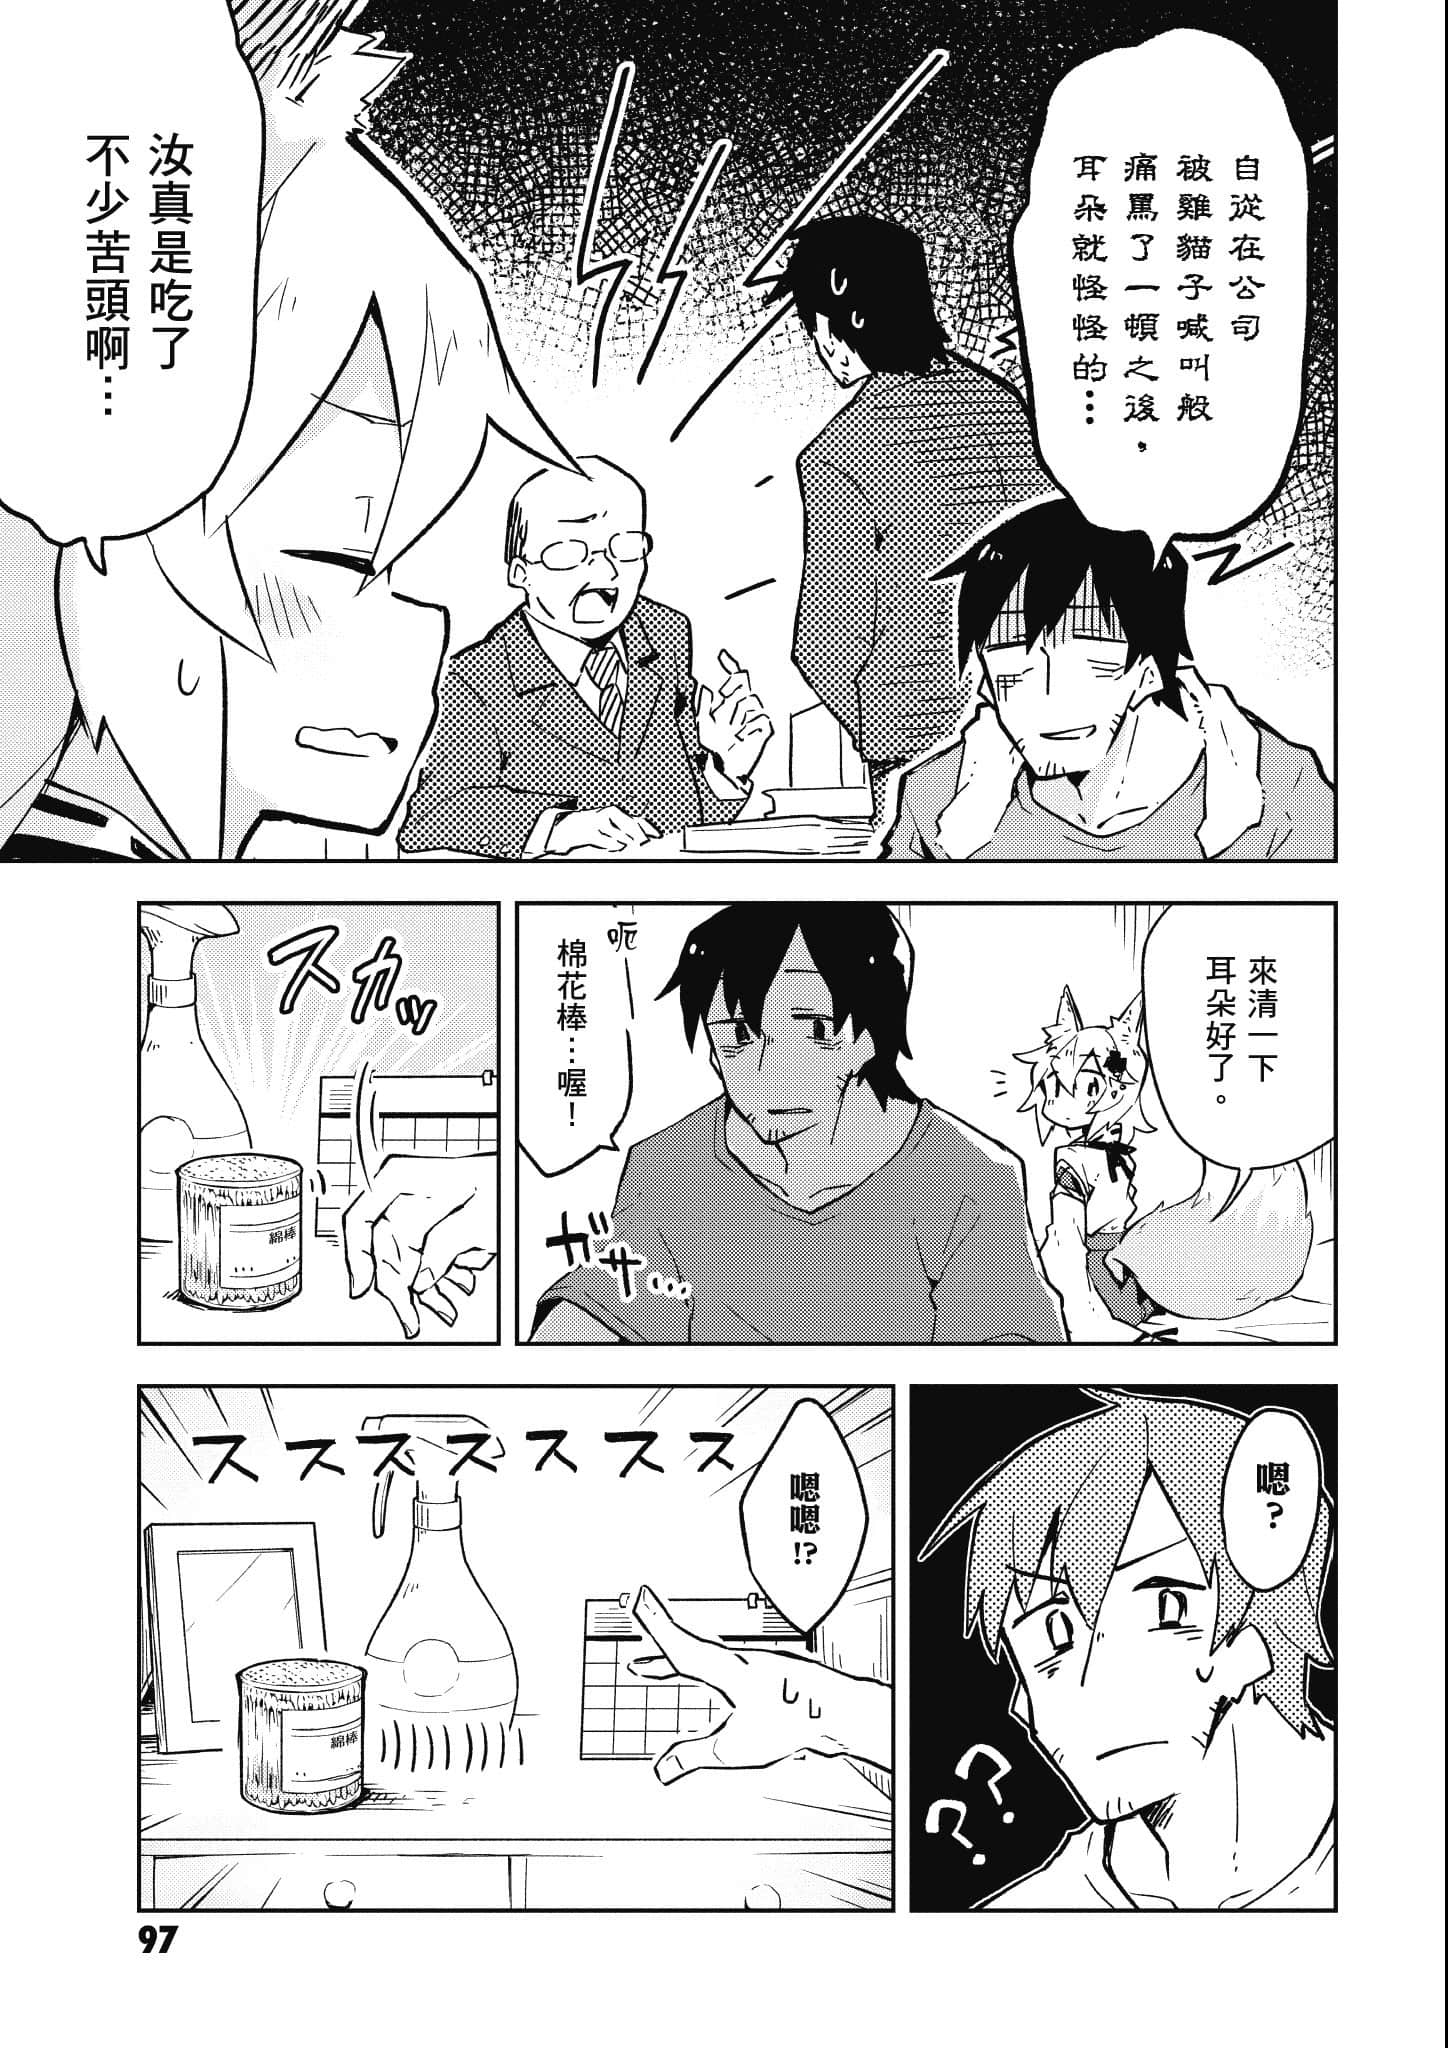 自從在公司
被雞貓子喊叫般
痛罵了一頓之後，
耳朵就怪怪的…
汝真是吃了
不少苦頭啊…
來清一下
耳朵好了。
呃—
棉花棒…喔！
ガサ…
スカッ
綿棒
嗯？
??
嗯嗯!?
ススススススス
綿棒
97